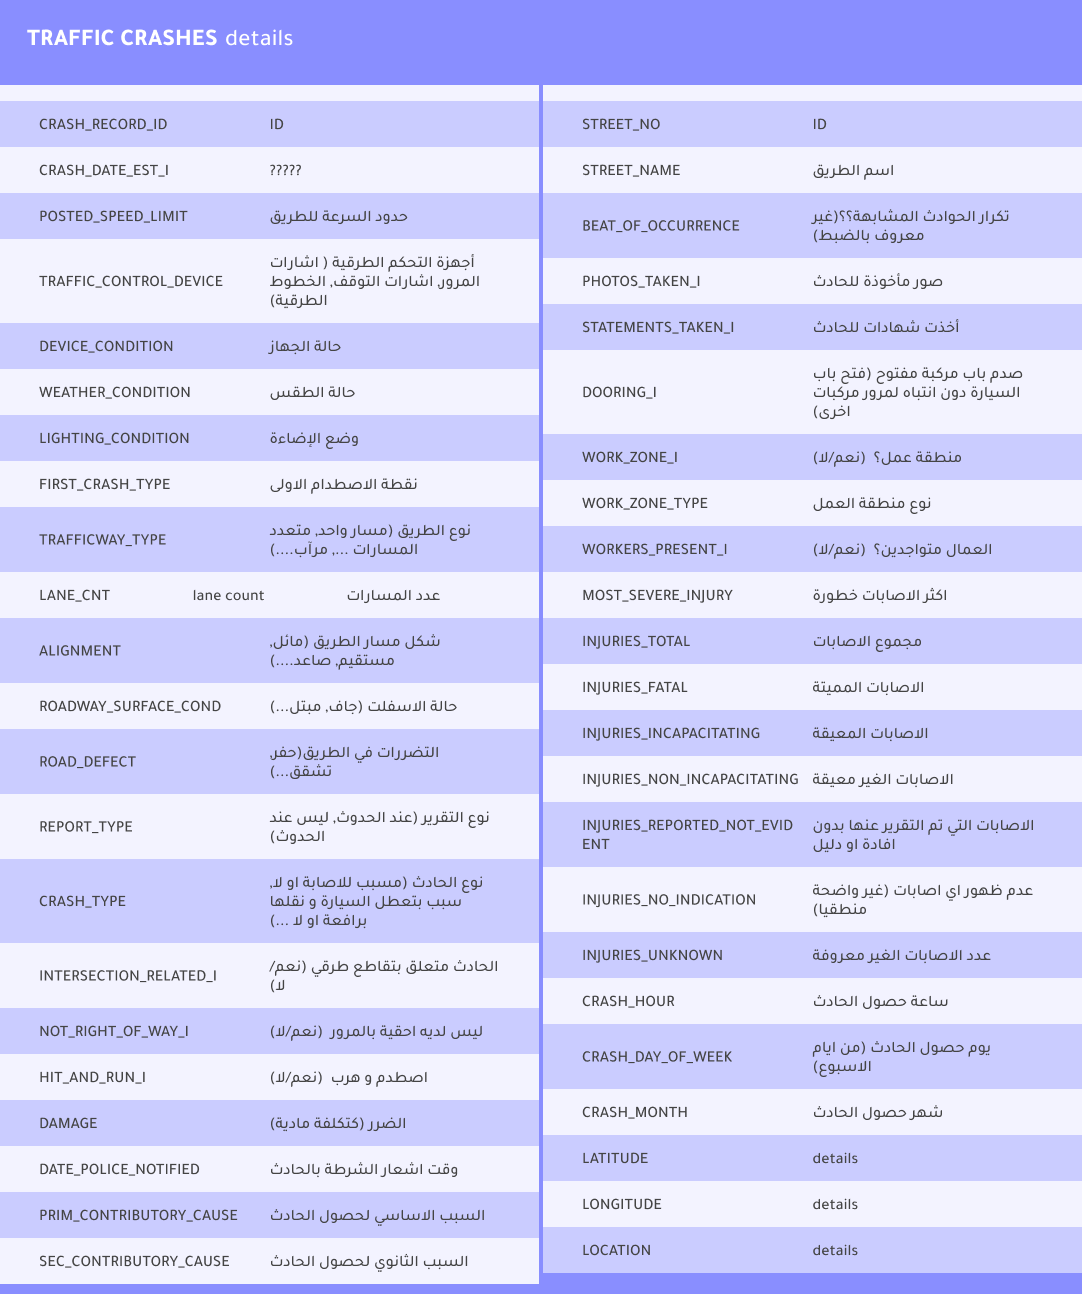 TRAFFIC CRASHES details
CRASH_RECORD_ID ID
CRASH_DATE_EST_I ?????
POSTED_SPEED_LIMIT حدود السرعة للطريق
TRAFFIC_CONTROL_DEVICE أجهزة التحكم الطرقية ( اشارات
المرور, اشارات التوقف, الخطوط
الطرقية)
DEVICE_CONDITION حالة الجهاز
WEATHER_CONDITION حالة الطقس
LIGHTING_CONDITION وضع الإضاءة
FIRST_CRASH_TYPE نقطة الاصطدام الاولى
TRAFFICWAY_TYPE نوع الطريق (مسار واحد, متعدد
المسارات ..., مرآب....)
LANE_CNT lane count عدد المسارات
ALIGNMENT شكل مسار الطريق (مائل,
مستقيم, صاعد....)
ROADWAY_SURFACE_COND حالة الاسفلت (جاف, مبتل...)
ROAD_DEFECT التضررات في الطريق(حفر,
تشقق...)
REPORT_TYPE نوع التقرير (عند الحدوث, ليس عند
الحدوث)
CRASH_TYPE نوع الحادث (مسبب للاصابة او لا,
سبب بتعطل السيارة و نقلها
برافعة او لا ...)
INTERSECTION_RELATED_I الحادث متعلق بتقاطع طرقي (نعم/
لا)
NOT_RIGHT_OF_WAY_I ليس لديه احقية بالمرور (نعم/لا)
HIT_AND_RUN_I اصطدم و هرب (نعم/لا)
DAMAGE الضرر (كتكلفة مادية)
DATE_POLICE_NOTIFIED وقت اشعار الشرطة بالحادث
PRIM_CONTRIBUTORY_CAUSE السبب الاساسي لحصول الحادث
SEC_CONTRIBUTORY_CAUSE السبب الثانوي لحصول الحادث
STREET_NO ID
STREET_NAME اسم الطريق
BEAT_OF_OCCURRENCE تكرار الحوادث المشابهة؟؟(غير
معروف بالضبط)
PHOTOS_TAKEN_I صور مأخوذة للحادث
STATEMENTS_TAKEN_I أخذت شهادات للحادث
DOORING_I صدم باب مركبة مفتوح (فتح باب
السيارة دون انتباه لمرور مركبات
اخرى)
WORK_ZONE_I منطقة عمل؟ (نعم/لا)
WORK_ZONE_TYPE نوع منطقة العمل
WORKERS_PRESENT_I العمال متواجدين؟ (نعم/لا)
MOST_SEVERE_INJURY اكثر الاصابات خطورة
INJURIES_TOTAL مجموع الاصابات
INJURIES_FATAL الاصابات المميتة
INJURIES_INCAPACITATING الاصابات المعيقة
INJURIES_NON_INCAPACITATING الاصابات الغير معيقة
INJURIES_REPORTED_NOT_EVID الاصابات التي تم التقرير عنها بدون
ENT افادة او دليل
INJURIES_NO_INDICATION عدم ظهور اي اصابات (غير واضحة
منطقيا)
INJURIES_UNKNOWN عدد الاصابات الغير معروفة
CRASH_HOUR ساعة حصول الحادث
CRASH_DAY_OF_WEEK يوم حصول الحادث (من ايام
الاسبوع)
CRASH_MONTH شهر حصول الحادث
LATITUDE details
LONGITUDE details
LOCATION details